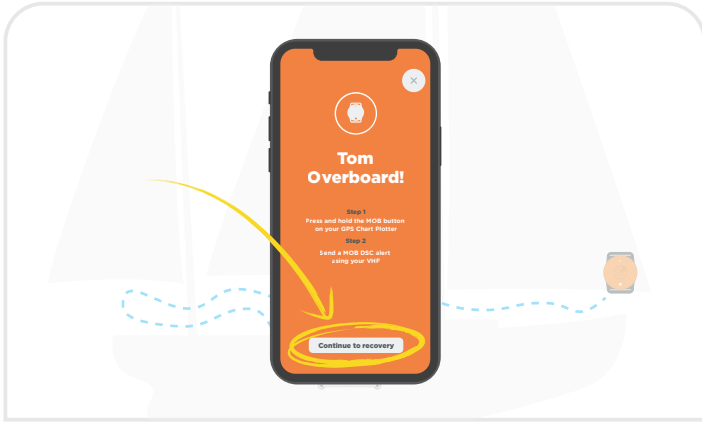 Tom
Overboard!
Step 1
Press and hold the MOB button
on your GPS Chart Plotter
Step 2
Send a MOB DSC alert
using your VHF
Continue to recovery